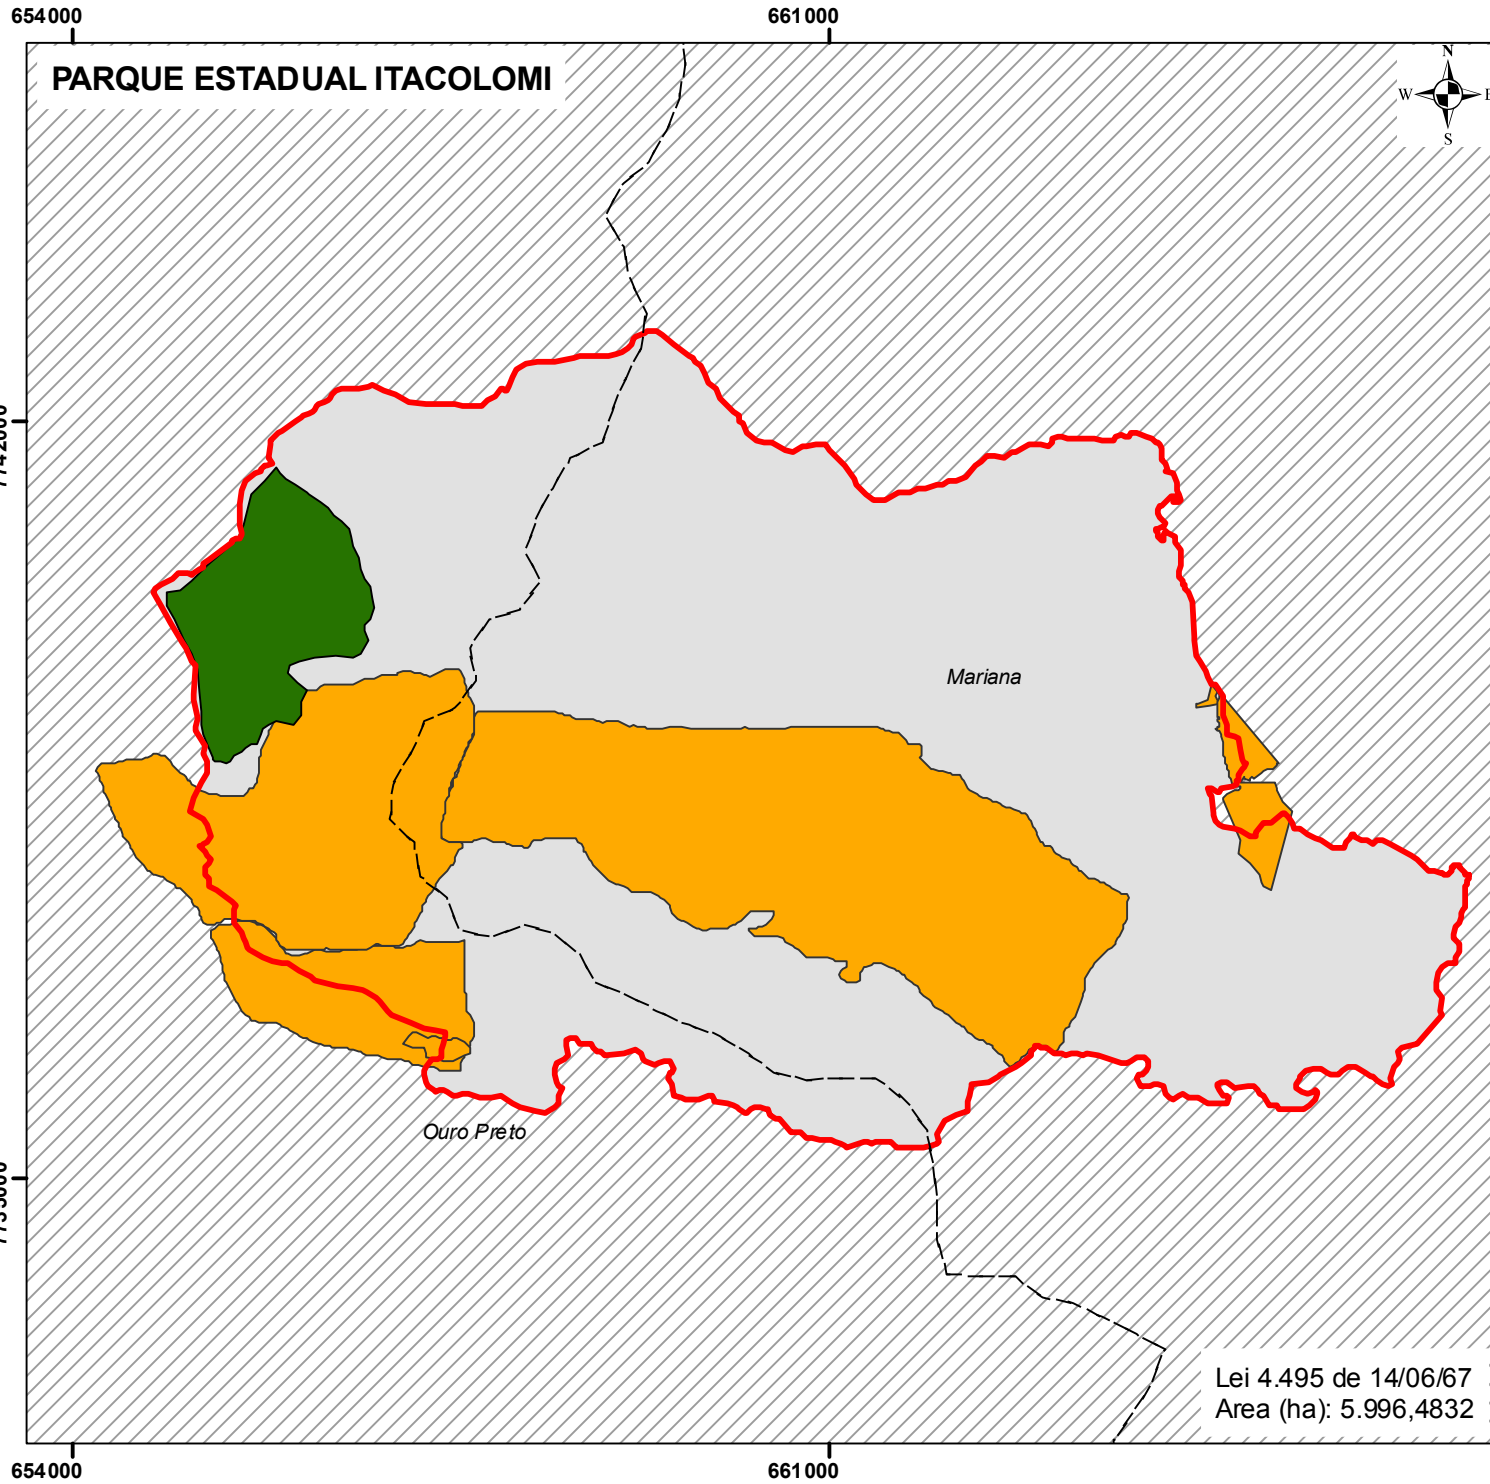 654000
661000
PARQUE ESTADUAL ITACOLOMI
N
W
E
S
Mariana
Ouro Preto
Lei 4.495 de 14/06/67
Area (ha): 5.996,4832
654000
661000